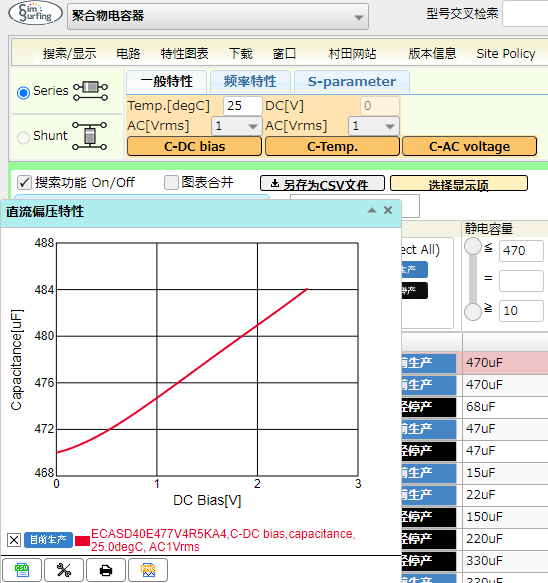 Sim Surfing
聚合物电容器
型号交叉检索
搜索/显示 电路 特性图表 下载 窗口 村田网站 版本信息 Site Policy
Series
Shunt
一般特性 频率特性 S-parameter
Temp.[degC] 25 DC[V] 0
AC[Vrms] 1 AC[Vrms] 1
C-DC bias C-Temp. C-AC voltage
搜索功能 On/Off 图表合并 另存为CSV文件 选择显示项
直流偏压特性
静电容量
ect All)
≦ 470
=
≧ 10
488
484
480
476
472
468
0 1 2 3
Capacitance[uF]
DC Bias[V]
目前生产 ECASD40E477V4R5KA4,C-DC bias,capacitance,
25.0degC, AC1Vrms
前生产 470uF
前生产 470uF
经停产 68uF
前生产 47uF
经停产 47uF
前生产 15uF
前生产 22uF
经停产 150uF
经停产 220uF
经停产 330uF
330uF